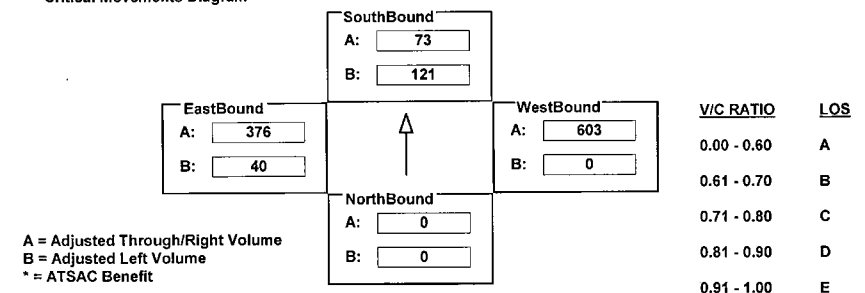 Critical Movements Diagram
SouthBound
A: 73
B: 121
EastBound
A: 376
B: 40
WestBound
A: 603
B: 0
NorthBound
A: 0
B: 0
V/C RATIO LOS
0.00 - 0.60 A
0.61 - 0.70 B
0.71 - 0.80 C
0.81 - 0.90 D
0.91 - 1.00 E
A = Adjusted Through/Right Volume
B = Adjusted Left Volume
* = ATSAC Benefit